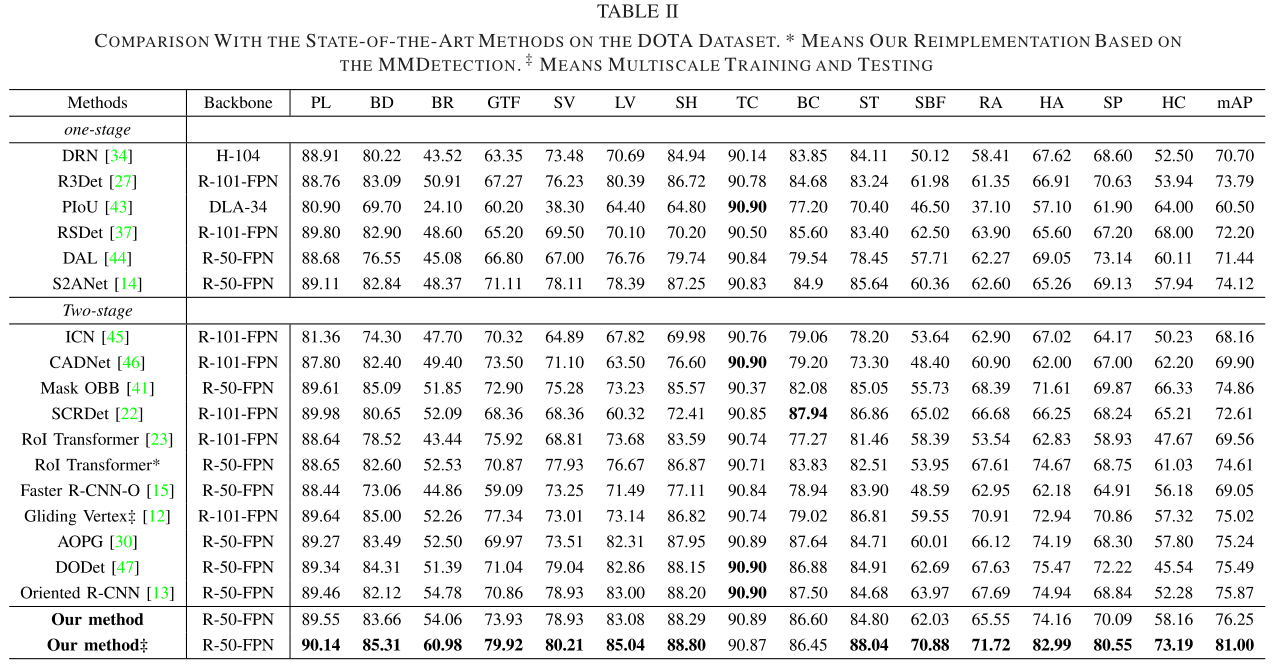 TABLE II
COMPARISON WITH THE STATE-OF-THE-ART METHODS ON THE DOTA DATASET. * MEANS OUR REIMPLEMENTATION BASED ON
THE MMDETECTION. ‡ MEANS MULTISCALE TRAINING AND TESTING
Methods Backbone PL BD BR GTF SV LV SH TC BC ST SBF RA HA SP HC mAP
one-stage
DRN [34] H-104 88.91 80.22 43.52 63.35 73.48 70.69 84.94 90.14 83.85 84.11 50.12 58.41 67.62 68.60 52.50 70.70
R3Det [27] R-101-FPN 88.76 83.09 50.91 67.27 76.23 80.39 86.72 90.78 84.68 83.24 61.98 61.35 66.91 70.63 53.94 73.79
PIoU [43] DLA-34 80.90 69.70 24.10 60.20 38.30 64.40 64.80 90.90 77.20 70.40 46.50 37.10 57.10 61.90 64.00 60.50
RSDet [37] R-101-FPN 89.80 82.90 48.60 65.20 69.50 70.10 70.20 90.50 85.60 83.40 62.50 63.90 65.60 67.20 68.00 72.20
DAL [44] R-50-FPN 88.68 76.55 45.08 66.80 67.00 76.76 79.74 90.84 79.54 78.45 57.71 62.27 69.05 73.14 60.11 71.44
S2ANet [14] R-50-FPN 89.11 82.84 48.37 71.11 78.11 78.39 87.25 90.83 84.9 85.64 60.36 62.60 65.26 69.13 57.94 74.12
Two-stage
ICN [45] R-101-FPN 81.36 74.30 47.70 70.32 64.89 67.82 69.98 90.76 79.06 78.20 53.64 62.90 67.02 64.17 50.23 68.16
CADNet [46] R-101-FPN 87.80 82.40 49.40 73.50 71.10 63.50 76.60 90.90 79.20 73.30 48.40 60.90 62.00 67.00 62.20 69.90
Mask OBB [41] R-50-FPN 89.61 85.09 51.85 72.90 75.28 73.23 85.57 90.37 82.08 85.05 55.73 68.39 71.61 69.87 66.33 74.86
SCRDet [22] R-101-FPN 89.98 80.65 52.09 68.36 68.36 60.32 72.41 90.85 87.94 86.86 65.02 66.68 66.25 68.24 65.21 72.61
RoI Transformer [23] R-101-FPN 88.64 78.52 43.44 75.92 68.81 73.68 83.59 90.74 77.27 81.46 58.39 53.54 62.83 58.93 47.67 69.56
RoI Transformer* R-50-FPN 88.65 82.60 52.53 70.87 77.93 76.67 86.87 90.71 83.83 82.51 53.95 67.61 74.67 68.75 61.03 74.61
Faster R-CNN-O [15] R-50-FPN 88.44 73.06 44.86 59.09 73.25 71.49 77.11 90.84 78.94 83.90 48.59 62.95 62.18 64.91 56.18 69.05
Gliding Vertex‡ [12] R-101-FPN 89.64 85.00 52.26 77.34 73.01 73.14 86.82 90.74 79.02 86.81 59.55 70.91 72.94 70.86 57.32 75.02
AOPG [30] R-50-FPN 89.27 83.49 52.50 69.97 73.51 82.31 87.95 90.89 87.64 84.71 60.01 66.12 74.19 68.30 57.80 75.24
DODet [47] R-50-FPN 89.34 84.31 51.39 71.04 79.04 82.86 88.15 90.90 86.88 84.91 62.69 67.63 75.47 72.22 45.54 75.49
Oriented R-CNN [13] R-50-FPN 89.46 82.12 54.78 70.86 78.93 83.00 88.20 90.90 87.50 84.68 63.97 67.69 74.94 68.84 52.28 75.87
Our method R-50-FPN 89.55 83.66 54.06 73.93 78.93 83.08 88.29 90.89 86.60 84.80 62.03 65.55 74.16 70.09 58.16 76.25
Our method‡ R-50-FPN 90.14 85.31 60.98 79.92 80.21 85.04 88.80 90.87 86.45 88.04 70.88 71.72 82.99 80.55 73.19 81.00